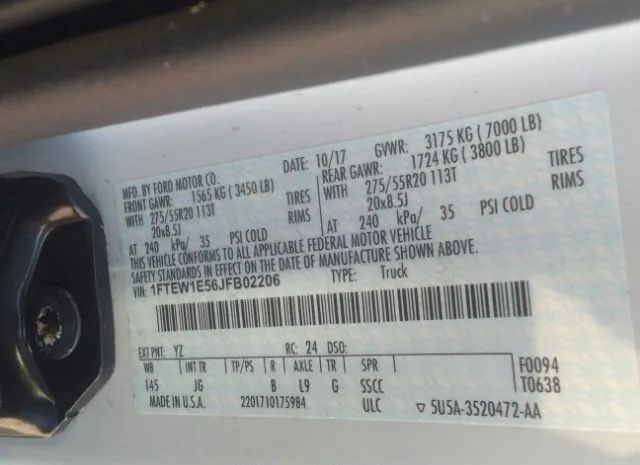 MFD. BY FORD MOTOR CO.
DATE: 10/17 GVWR: 3175 KG (7000 LB)
FRONT GAWR: 1565 KG (3450 LB) REAR GAWR: 1724 KG (3800 LB)
WITH 275/55R20 113T TIRES WITH 275/55R20 113T TIRES
20x8.5J RIMS 20x8.5J RIMS
AT 240 kPa/ 35 PSI COLD AT 240 kPa/ 35 PSI COLD
THIS VEHICLE CONFORMS TO ALL APPLICABLE FEDERAL MOTOR VEHICLE
SAFETY STANDARDS IN EFFECT ON THE DATE OF MANUFACTURE SHOWN ABOVE.
VIN: 1FTEW1E56JFB02206 TYPE: Truck
EXT PNT: YZ RC: 24 DSO:
WB INT TR TP/PS R AXLE TR SPR F0094
145 JG B L9 G SSCC T0638
MADE IN U.S.A. 2201710175984 ULC ▽ 5U5A-3520472-AA